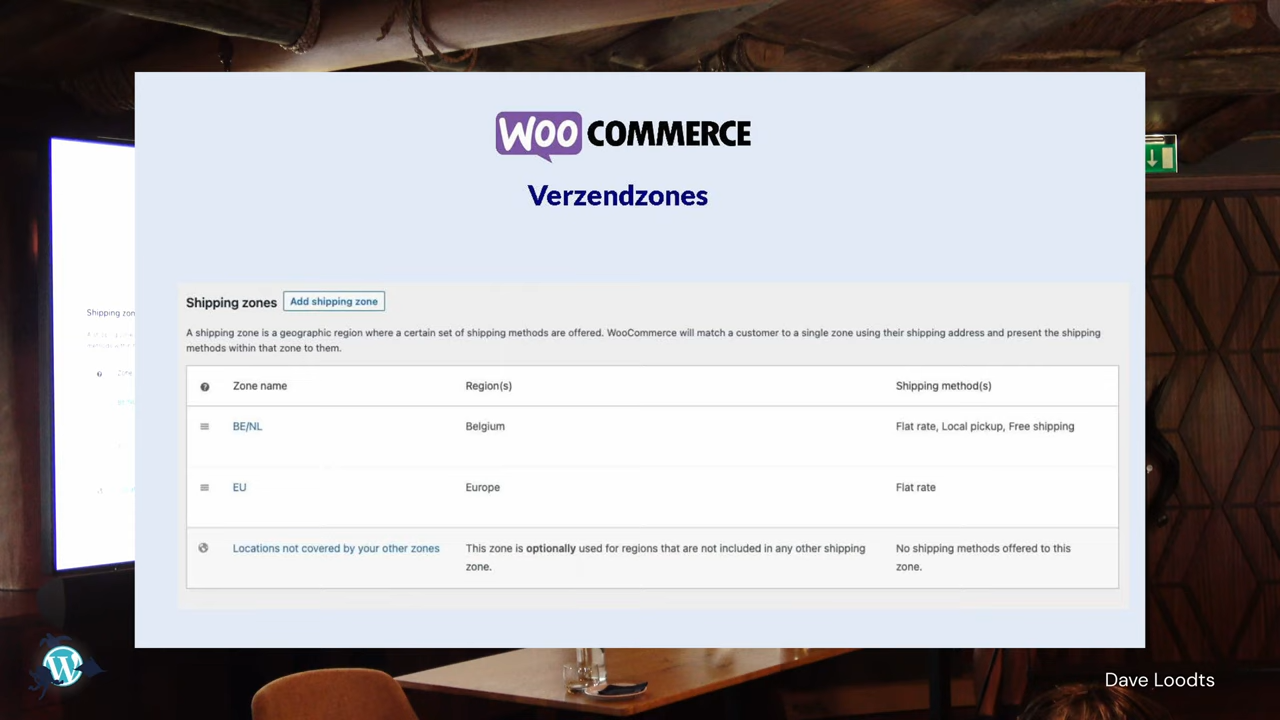 WOO COMMERCE
Verzendzones
Shipping zones Add shipping zone
A shipping zone is a geographic region where a certain set of shipping methods are offered. WooCommerce will match a customer to a single zone using their shipping address and present the shipping
methods within that zone to them.
Zone name Region(s) Shipping method(s)
BE/NL Belgium Flat rate, Local pickup, Free shipping
EU Europe Flat rate
Locations not covered by your other zones This zone is optionally used for regions that are not included in any other shipping
zone. No shipping methods offered to this
zone.
Shipping zon
Dave Loodts